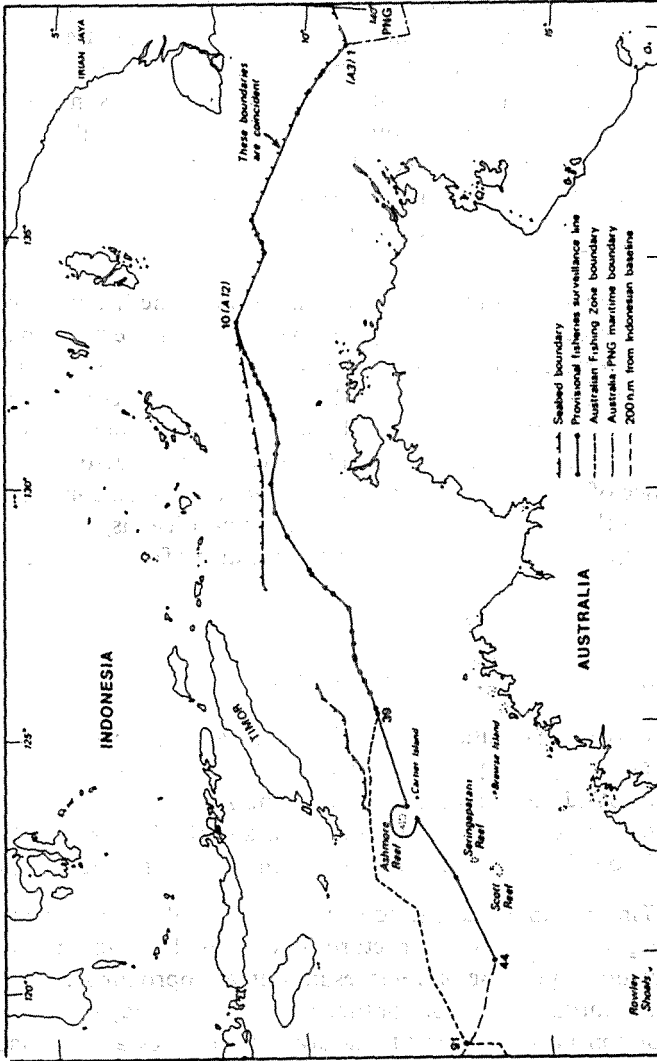 5°
10°
15°
IRIAN JAYA
140°
PNG
(A3) 1
These boundaries
are coincident
135°
10 (A12)
130°
INDONESIA
TIMOR
125°
39
Cartier Island
Ashmore
Reef
Seringapatam
Reef
Browse Island
Scott
Reef
AUSTRALIA
120°
44
Rowley
Shoals
Seabed boundary
Provisional fisheries surveillance line
Australian Fishing Zone boundary
Australia-PNG maritime boundary
200 n.m. from Indonesian baseline